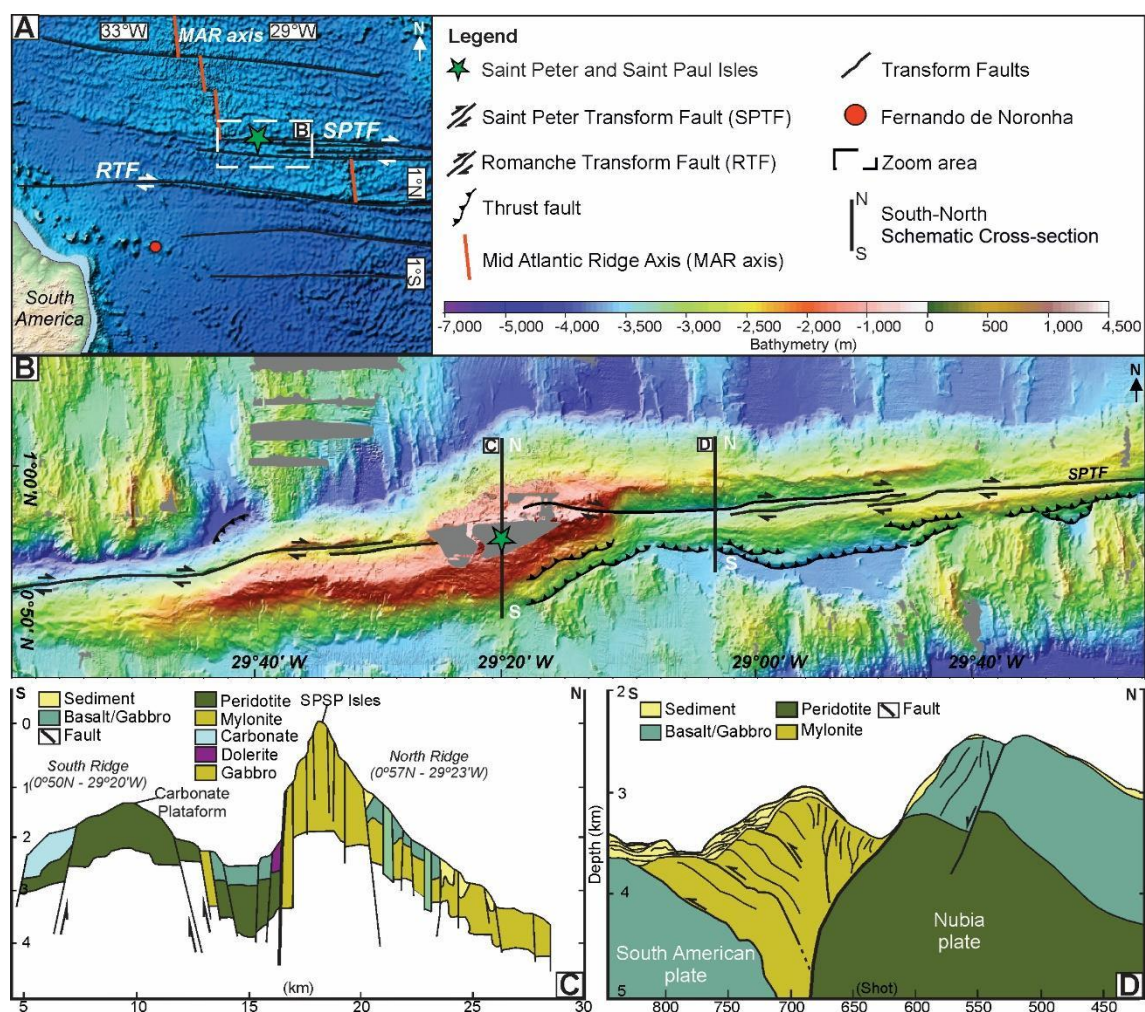 A
33°W
MAR axis
29°W
N
SPTF
B
RTF
1°N
1°S
South
America
Legend
Saint Peter and Saint Paul Isles
Saint Peter Transform Fault (SPTF)
Romanche Transform Fault (RTF)
Thrust fault
Mid Atlantic Ridge Axis (MAR axis)
Transform Faults
Fernando de Noronha
Zoom area
N
South-North
Schematic Cross-section
S
-7,000 -5,000 -4,000 -3,500 -3,000 -2,500 -2,000 -1,000 0 500 1,000 4,500
Bathymetry (m)
B
N
C N
D N
1°00'N
SPTF
S
S
0°50' N
29°40' W
29°20' W
29°00' W
29°40' W
S
N
Sediment
Basalt/Gabbro
Fault
Peridotite
Mylonite
Carbonate
Dolerite
Gabbro
SPSP Isles
South Ridge
(0°50N - 29°20'W)
North Ridge
(0°57N - 29°23'W)
Carbonate
Plataform
0
1
2
3
4
5 10 15 20 25 30
(km)
C
S
N
Sediment
Basalt/Gabbro
Peridotite
Mylonite
Fault
2
3
4
5
Depth (km)
South American
plate
Nubia
plate
800 750 700 650 600 550 500 450
(Shot)
D